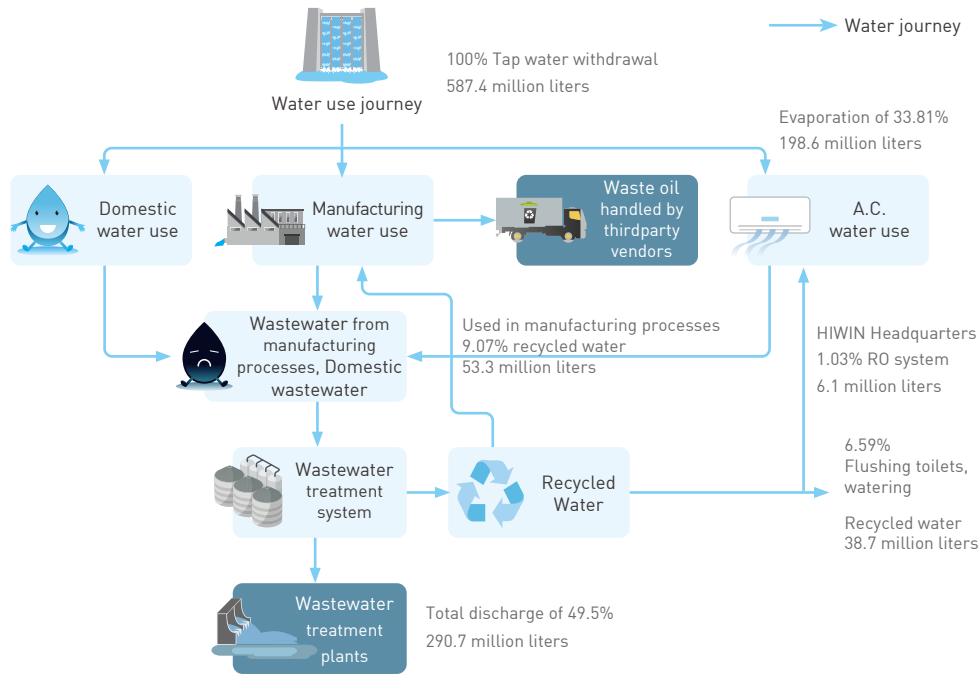 Water journey
100% Tap water withdrawal
587.4 million liters
Water use journey
Evaporation of 33.81%
198.6 million liters
Domestic
water use
Manufacturing
water use
Waste oil
handled by
thirdparty
vendors
A.C.
water use
Wastewater from
manufacturing
processes, Domestic
wastewater
Used in manufacturing processes
9.07% recycled water
53.3 million liters
HIWIN Headquarters
1.03% RO system
6.1 million liters
Wastewater
treatment
system
Recycled
Water
6.59%
Flushing toilets,
watering
Recycled water
38.7 million liters
Wastewater
treatment
plants
Total discharge of 49.5%
290.7 million liters